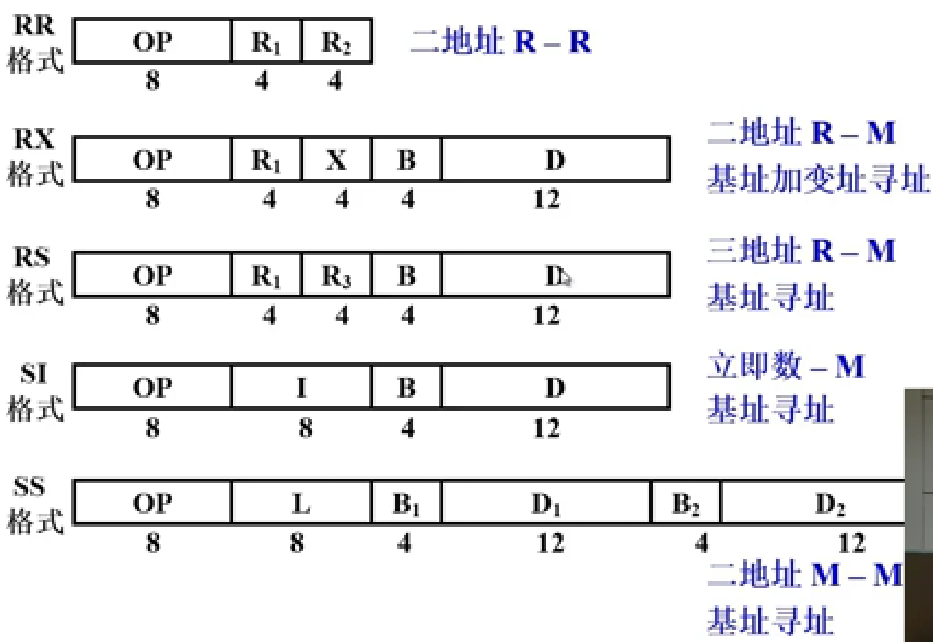 RR
格式
OP R₁ R₂
8 4 4
二地址 R – R
RX
格式
OP R₁ X B D
8 4 4 4 12
二地址 R – M
基址加变址寻址
RS
格式
OP R₁ R₃ B D
8 4 4 4 12
三地址 R – M
基址寻址
SI
格式
OP I B D
8 8 4 12
立即数 – M
基址寻址
SS
格式
OP L B₁ D₁ B₂ D₂
8 8 4 12 4 12
二地址 M – M
基址寻址